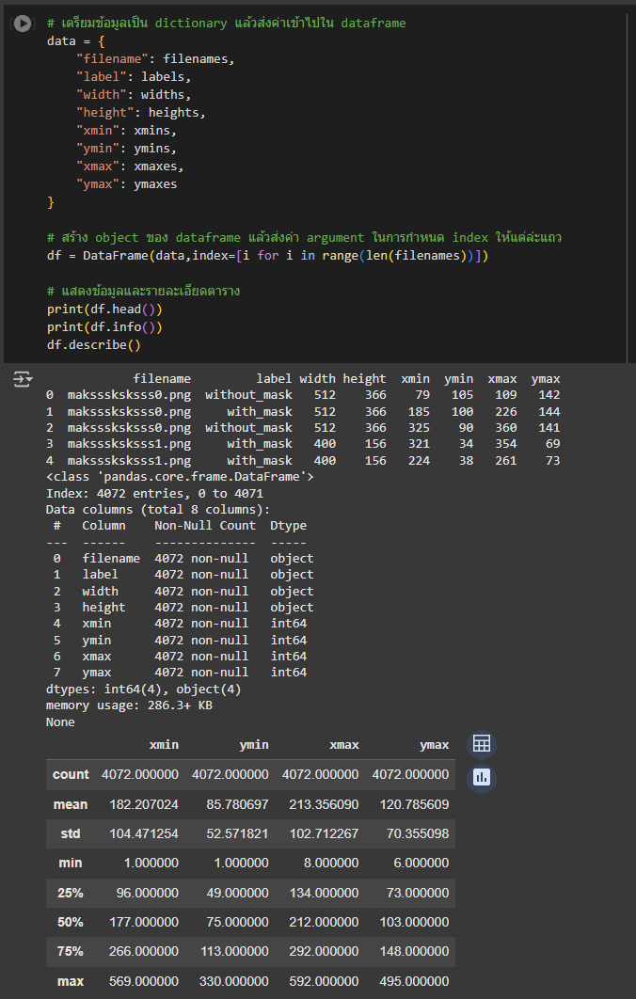 # เตรียมข้อมูลเป็น dictionary แล้วส่งค่าเข้าไปใน dataframe
data = {
    "filename": filenames,
    "label": labels,
    "width": widths,
    "height": heights,
    "xmin": xmins,
    "ymin": ymins,
    "xmax": xmaxes,
    "ymax": ymaxes
}
# สร้าง object ของ dataframe แล้วส่งค่า argument ในการกำหนด index ให้แต่ล่ะแถว
df = DataFrame(data,index=[i for i in range(len(filenames))])
# แสดงข้อมูลและรายละเอียดตาราง
print(df.head())
print(df.info())
df.describe()
filename label width height xmin ymin xmax ymax
0 maksssksksss0.png without_mask 512 366 79 105 109 142
1 maksssksksss0.png with_mask 512 366 185 100 226 144
2 maksssksksss0.png without_mask 512 366 325 90 360 141
3 maksssksksss1.png with_mask 400 156 321 34 354 69
4 maksssksksss1.png with_mask 400 156 224 38 261 73
<class 'pandas.core.frame.DataFrame'>
Index: 4072 entries, 0 to 4071
Data columns (total 8 columns):
# Column Non-Null Count Dtype
--- ------ -------------- -----
0 filename 4072 non-null object
1 label 4072 non-null object
2 width 4072 non-null object
3 height 4072 non-null object
4 xmin 4072 non-null int64
5 ymin 4072 non-null int64
6 xmax 4072 non-null int64
7 ymax 4072 non-null int64
dtypes: int64(4), object(4)
memory usage: 286.3+ KB
None
xmin ymin xmax ymax
count 4072.000000 4072.000000 4072.000000 4072.000000
mean 182.207024 85.780697 213.356090 120.785609
std 104.471254 52.571821 102.712267 70.355098
min 1.000000 1.000000 8.000000 6.000000
25% 96.000000 49.000000 134.000000 73.000000
50% 177.000000 75.000000 212.000000 103.000000
75% 266.000000 113.000000 292.000000 148.000000
max 569.000000 330.000000 592.000000 495.000000